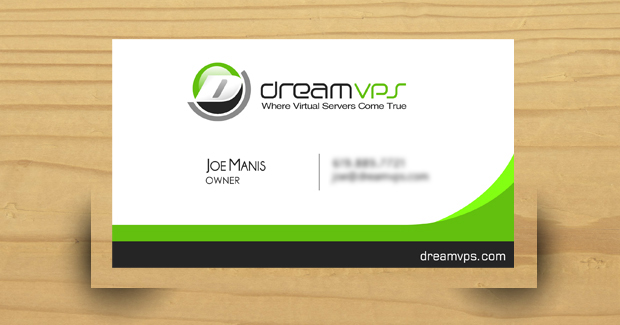 dreamvps
Where Virtual Servers Come True
Joe Manis
OWNER
dreamvps.com